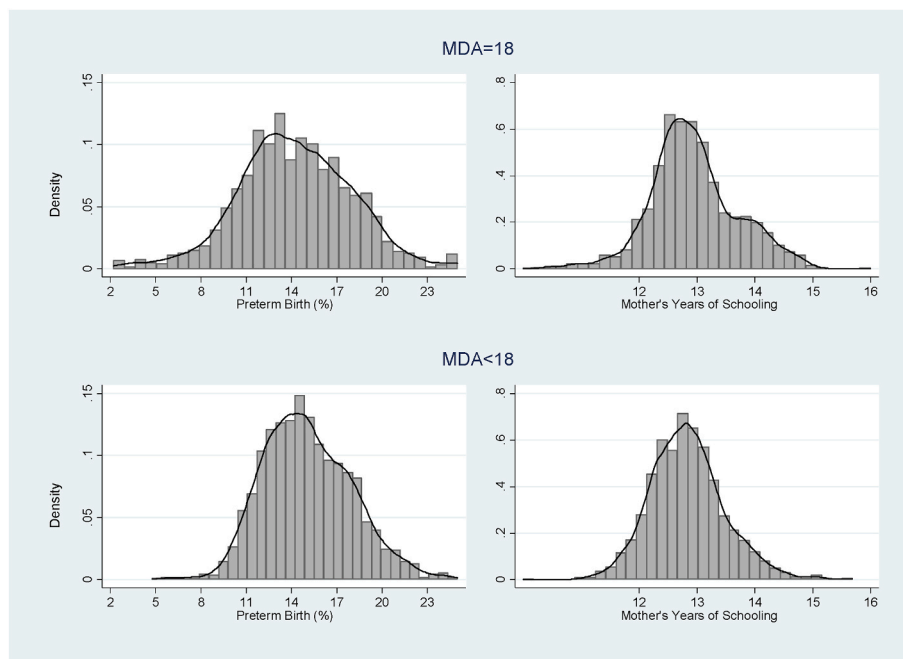 MDA=18
.15
.1
.05
0
Density
2 5 8 11 14 17 20 23
Preterm Birth (%)
.8
.6
.4
.2
0
12 13 14 15 16
Mother's Years of Schooling
MDA<18
.15
.1
.05
0
Density
2 5 8 11 14 17 20 23
Preterm Birth (%)
.8
.6
.4
.2
0
12 13 14 15 16
Mother's Years of Schooling